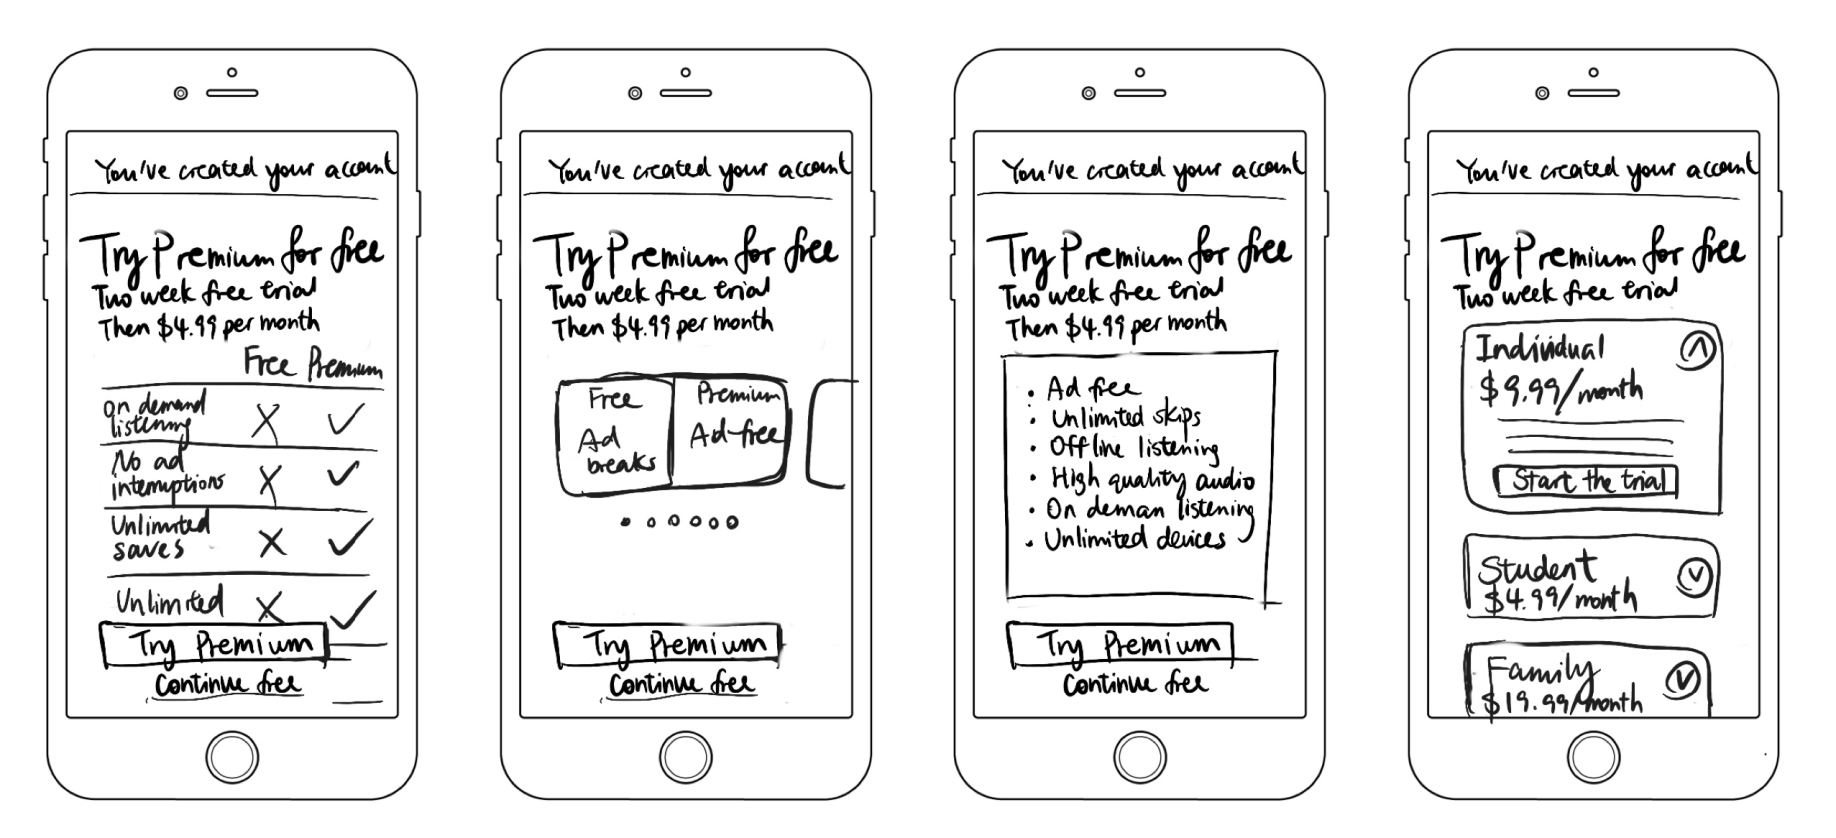 You've created your account
Try Premium for free
Two week free trial
Then $4.99 per month
Free Premium
On demand
listening
No ad
interruptions
Unlimited
saves
Unlimited
Try Premium
Continue free
You've created your account
Try Premium for free
Two week free trial
Then $4.99 per month
Free
Ad
breaks
Premium
Ad-free
Try Premium
Continue free
You've created your account
Try Premium for free
Two week free trial
Then $4.99 per month
• Ad free
• Unlimited skips
• Offline listening
• High quality audio
• On deman listening
• Unlimited devices
Try Premium
Continue free
You've created your account
Try Premium for free
Two week free trial
Individual
$9.99/month
Start the trial
Student
$4.99/month
Family
$19.99/month